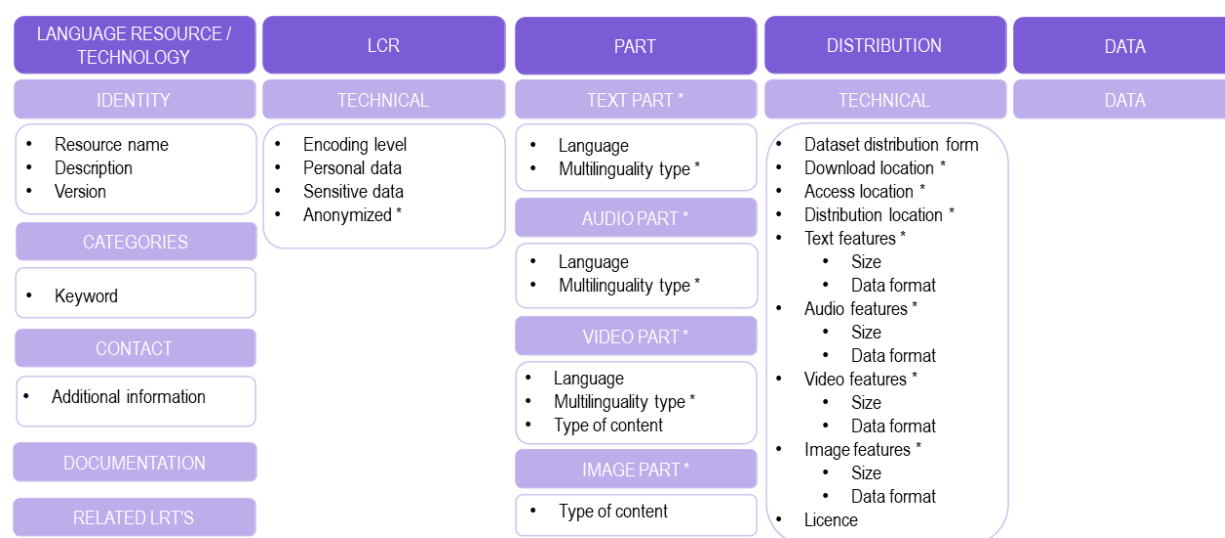 LANGUAGE RESOURCE /
TECHNOLOGY
IDENTITY
• Resource name
• Description
• Version
CATEGORIES
• Keyword
CONTACT
• Additional information
DOCUMENTATION
RELATED LRT'S
LCR
TECHNICAL
• Encoding level
• Personal data
• Sensitive data
• Anonymized *
PART
TEXT PART *
• Language
• Multilinguality type *
AUDIO PART *
• Language
• Multilinguality type *
VIDEO PART *
• Language
• Multilinguality type *
• Type of content
IMAGE PART *
• Type of content
DISTRIBUTION
TECHNICAL
• Dataset distribution form
• Download location *
• Access location *
• Distribution location *
• Text features *
• Size
• Data format
• Audio features *
• Size
• Data format
• Video features *
• Size
• Data format
• Image features *
• Size
• Data format
• Licence
DATA
DATA